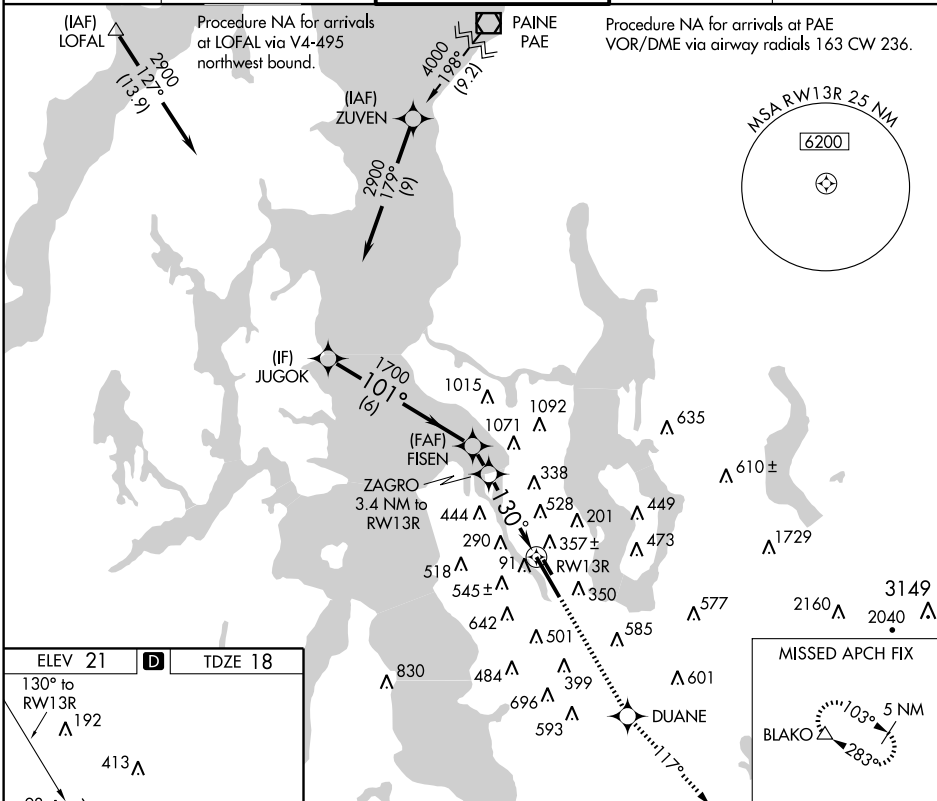 (IAF)
LOFAL
2900
127°
(13.9)
Procedure NA for arrivals
at LOFAL via V4-495
northwest bound.
PAINE
PAE
4000
198°
(9.2)
Procedure NA for arrivals at PAE
VOR/DME via airway radials 163 CW 236.
(IAF)
ZUVEN
2900
179°
(9)
MSA RW13R 25 NM
6200
(IF)
JUGOK
1700
101°
(6)
1015
1092
1071
635
(FAF)
FISEN
610 ±
ZAGRO
3.4 NM to
RW13R
130°
338
444
528
201
449
290
357 ±
473
1729
518
91
RW13R
545 ±
350
642
577
2160
3149
2040
501
585
830
484
399
601
696
593
DUANE
117°
ELEV 21
D
TDZE 18
130° to
RW13R
192
413
MISSED APCH FIX
5 NM
103°
BLAKO
283°